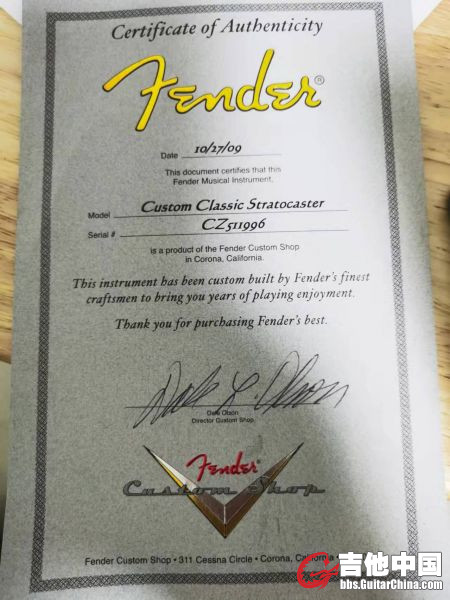 Certificate of Authenticity
Fender®
Date 10/27/09
This document certifies that this
Fender Musical Instrument,
Model Custom Classic Stratocaster
Serial # CZ511996
is a product of the Fender Custom Shop
in Corona, California.
This instrument has been custom built by Fender's finest
craftsmen to bring you years of playing enjoyment.
Thank you for purchasing Fender's best.
Dale L. Olson
Dale Olson
Director Custom Shop
Fender®
Custom Shop
Fender Custom Shop • 311 Cessna Circle • Corona, California
吉他中国
bbs.GuitarChina.com